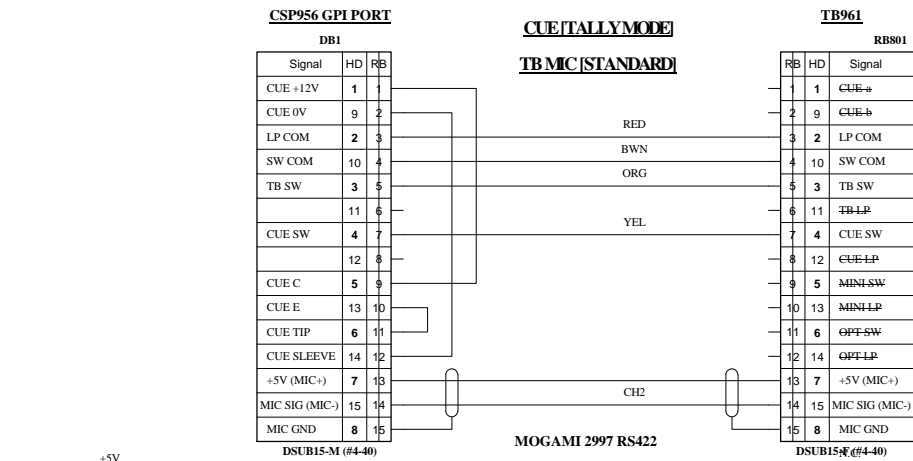 CSP956 GPI PORT
CUE [TALLY MODE]
TB961
DB1
RB801
TB MIC [STANDARD]
Signal HD RB
RB HD Signal
CUE +12V 1 1
1 1 CUE a
CUE 0V 9 2
2 9 CUE b
RED
LP COM 2 3
3 2 LP COM
BWN
SW COM 10 4
4 10 SW COM
ORG
TB SW 3 5
5 3 TB SW
11 6
6 11 TB LP
YEL
CUE SW 4 7
7 4 CUE SW
12 8
8 12 CUE LP
CUE C 5 9
9 5 MINI SW
CUE E 13 10
10 13 MINI LP
CUE TIP 6 11
11 6 OPT SW
CUE SLEEVE 14 12
12 14 OPT LP
+5V (MIC+) 7 13
13 7 +5V (MIC+)
CH2
MIC SIG (MIC-) 15 14
14 15 MIC SIG (MIC-)
MIC GND 8 15
15 8 MIC GND
MOGAMI 2997 RS422
DSUB15-M (#4-40)
DSUB15-F (#4-40)
N.C.
+5V